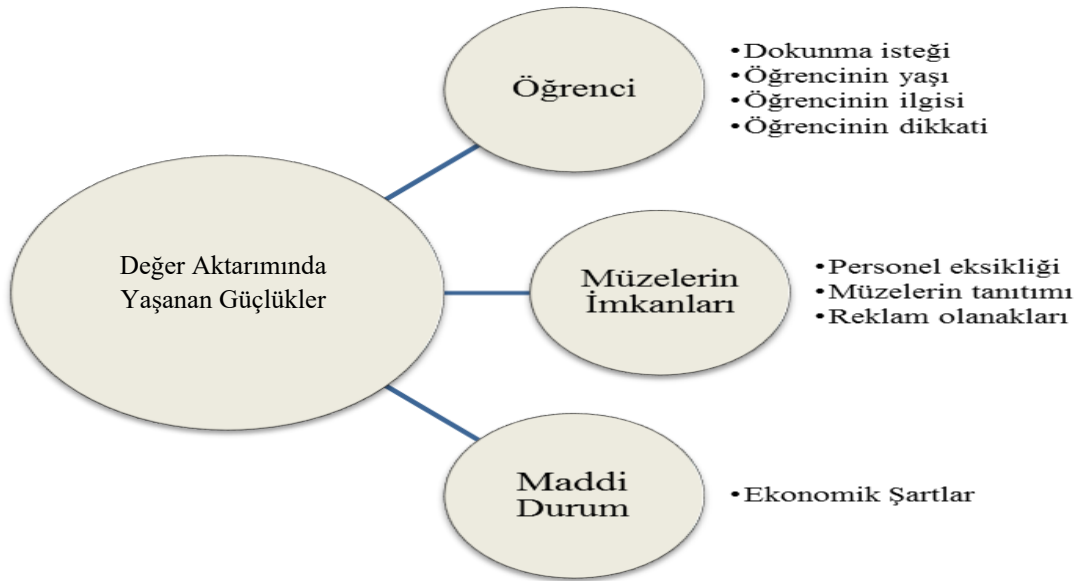 Değer Aktarımında
Yaşanan Güçlükler
Öğrenci
•Dokunma isteği
•Öğrencinin yaşı
•Öğrencinin ilgisi
•Öğrencinin dikkati
Müzelerin
İmkanları
•Personel eksikliği
•Müzelerin tanıtımı
•Reklam olanakları
Maddi
Durum
•Ekonomik Şartlar